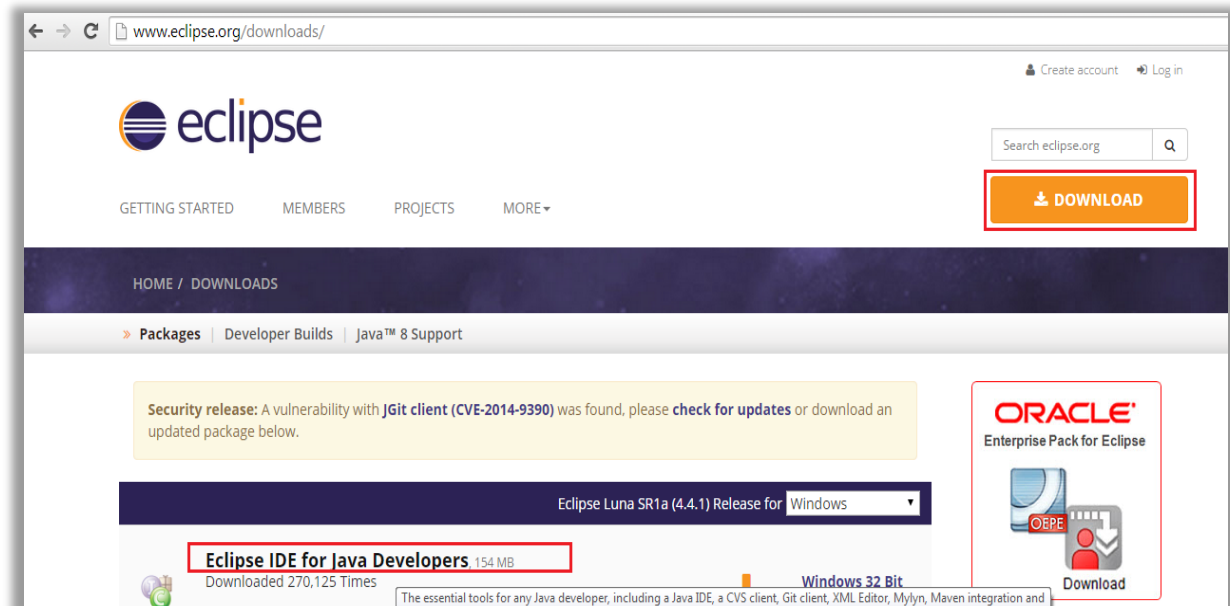 www.eclipse.org/downloads/
Create account Log in
eclipse
Search eclipse.org
DOWNLOAD
GETTING STARTED MEMBERS PROJECTS MORE
HOME / DOWNLOADS
» Packages | Developer Builds | Java™ 8 Support
Security release: A vulnerability with JGit client (CVE-2014-9390) was found, please check for updates or download an
updated package below.
ORACLE
Enterprise Pack for Eclipse
OEPE
Download
Eclipse Luna SR1a (4.4.1) Release for Windows
Eclipse IDE for Java Developers, 154 MB
Downloaded 270,125 Times
Windows 32 Bit
The essential tools for any Java developer, including a Java IDE, a CVS client, Git client, XML Editor, Mylyn, Maven integration and